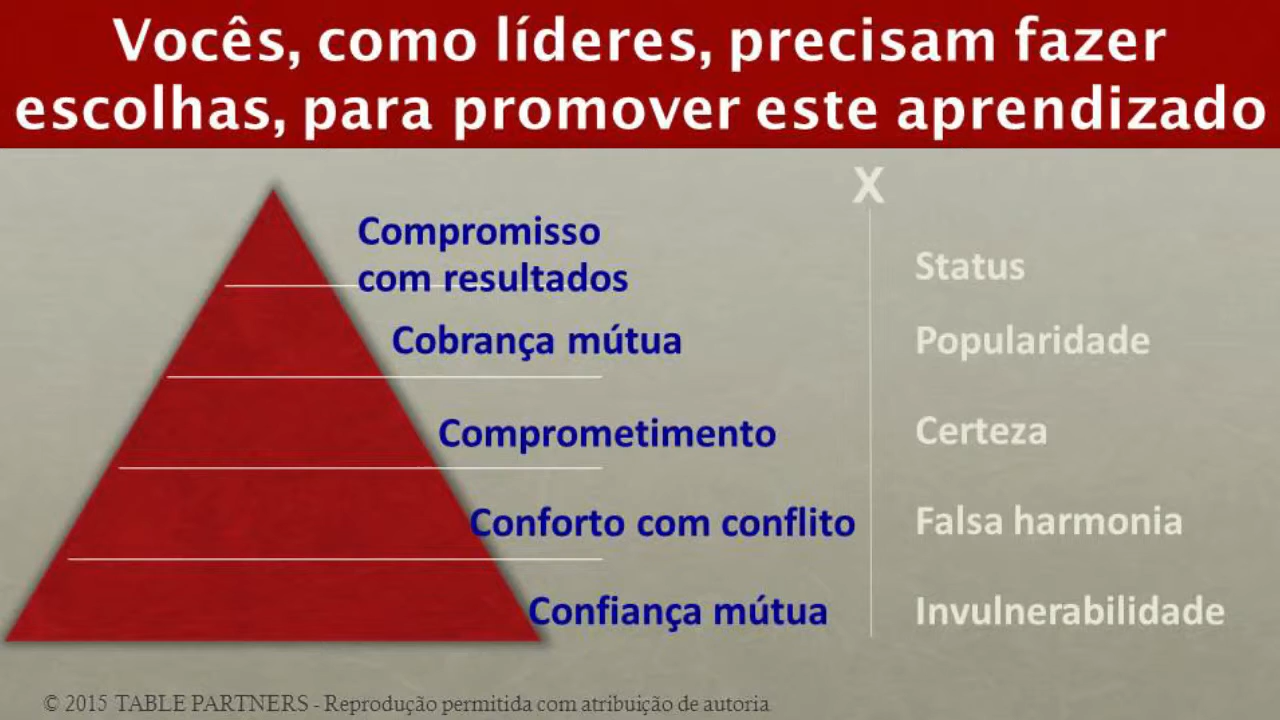 Vocês, como líderes, precisam fazer
escolhas, para promover este aprendizado
X
Compromisso
com resultados
Status
Cobrança mútua
Popularidade
Comprometimento
Certeza
Conforto com conflito
Falsa harmonia
Confiança mútua
Invulnerabilidade
© 2015 TABLE PARTNERS - Reprodução permitida com atribuição de autoria